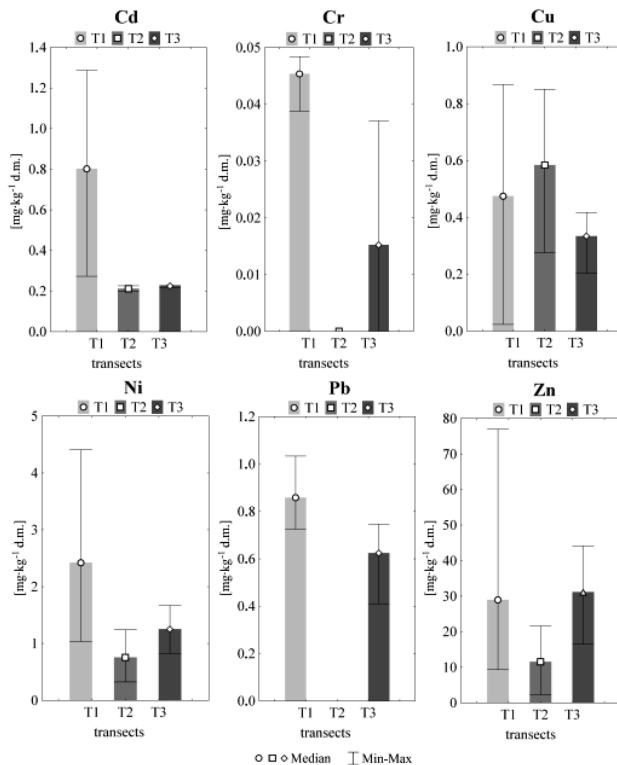 Cd
T1 T2 T3
[mg·kg⁻¹ d.m.]
1.4
1.2
1.0
0.8
0.6
0.4
0.2
0.0
T1 T2 T3
transects
Cr
T1 T2 T3
[mg·kg⁻¹ d.m.]
0.05
0.04
0.03
0.02
0.01
0.00
T1 T2 T3
transects
Cu
T1 T2 T3
[mg·kg⁻¹ d.m.]
1.0
0.8
0.6
0.4
0.2
0.0
T1 T2 T3
transects
Ni
T1 T2 T3
[mg·kg⁻¹ d.m.]
5
4
3
2
1
0
T1 T2 T3
transects
Pb
T1 T2 T3
[mg·kg⁻¹ d.m.]
1.2
1.0
0.8
0.6
0.4
0.2
0.0
T1 T2 T3
transects
Zn
T1 T2 T3
[mg·kg⁻¹ d.m.]
80
70
60
50
40
30
20
10
0
T1 T2 T3
transects
Median Min-Max